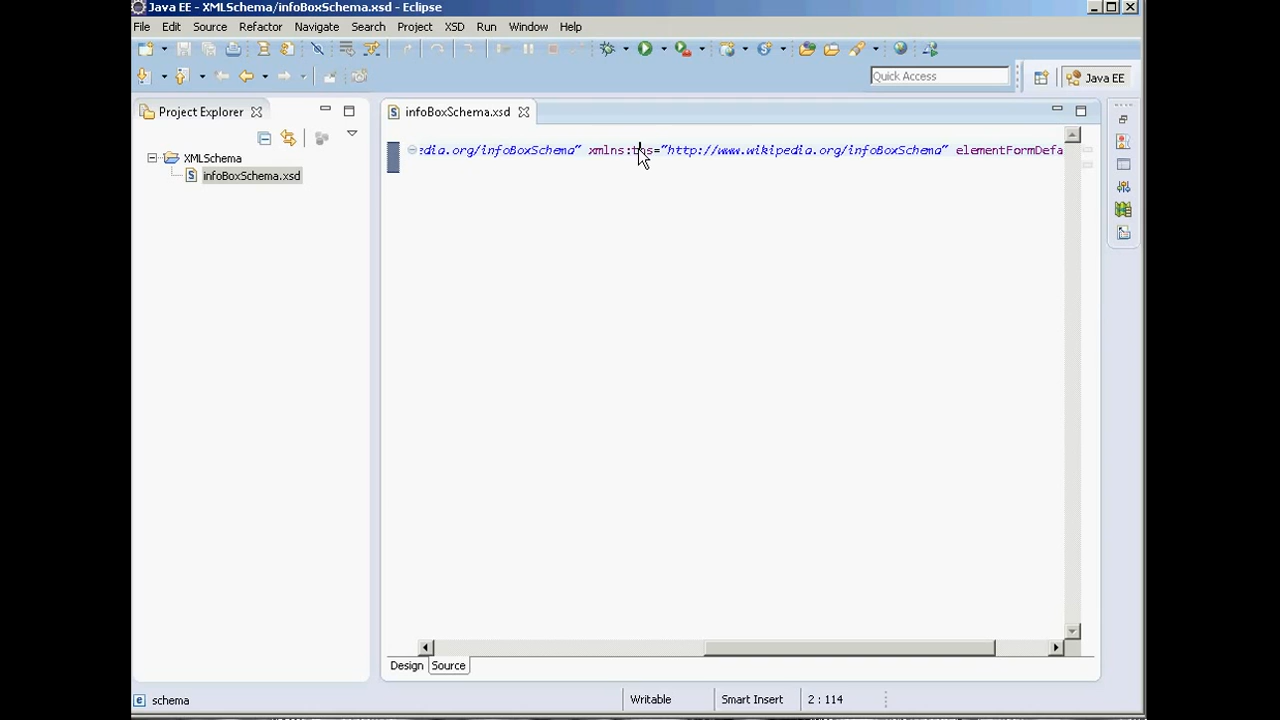 Java EE - XMLSchema/infoBoxSchema.xsd - Eclipse
File Edit Source Refactor Navigate Search Project XSD Run Window Help
Quick Access
Java EE
Project Explorer
XMLSchema
infoBoxSchema.xsd
infoBoxSchema.xsd
dia.org/infoBoxSchema" xmlns:tns="http://www.wikipedia.org/infoBoxSchema" elementFormDefa
Design Source
schema
Writable
Smart Insert
2 : 114